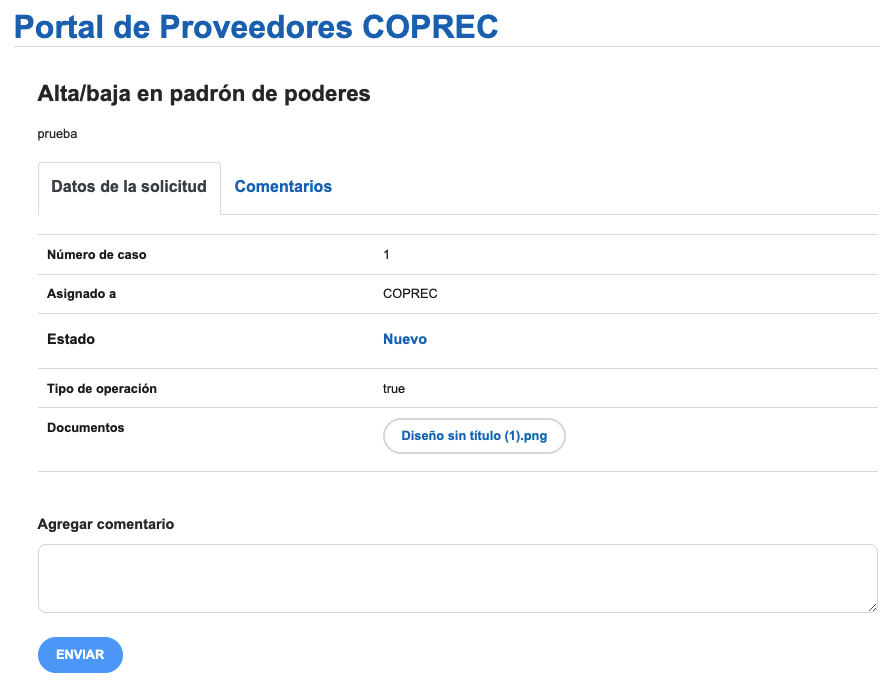 Portal de Proveedores COPREC
Alta/baja en padrón de poderes
prueba
Datos de la solicitud Comentarios
Número de caso 1
Asignado a COPREC
Estado Nuevo
Tipo de operación true
Documentos Diseño sin título (1).png
Agregar comentario
ENVIAR